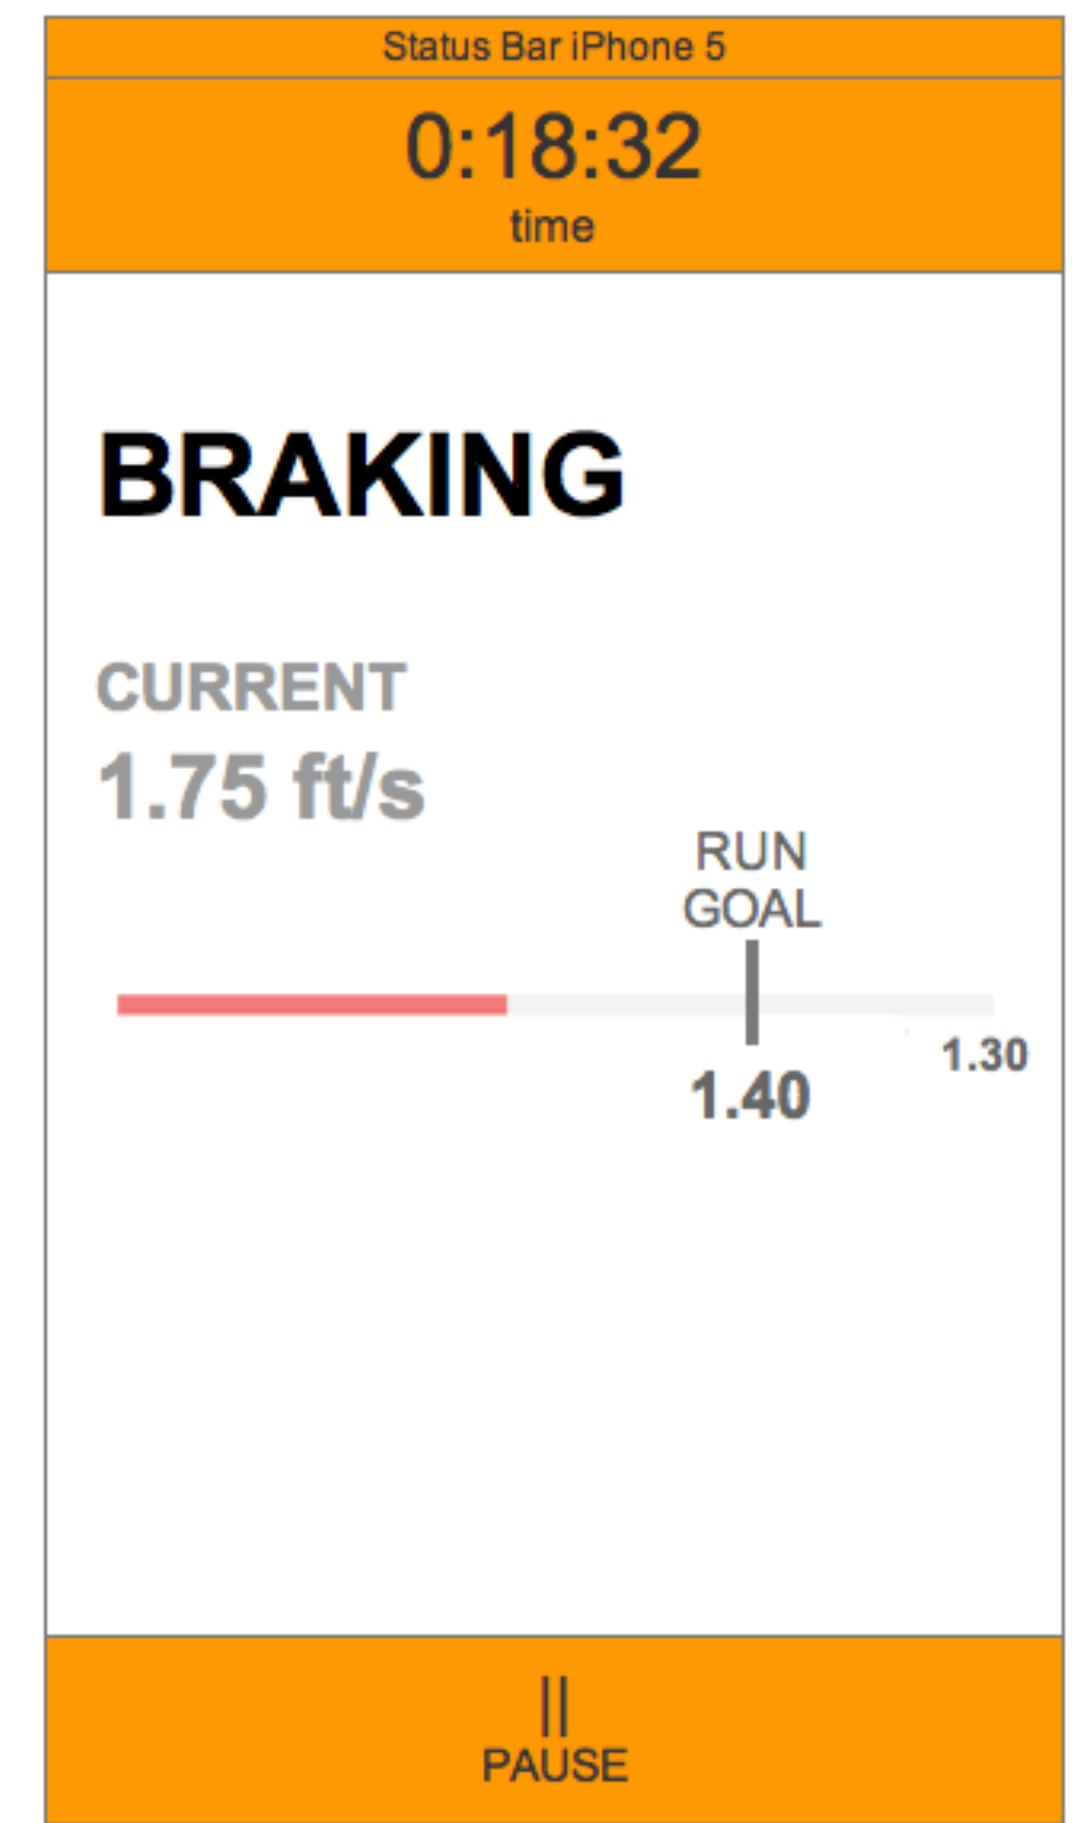 Status Bar iPhone 5
0:18:32
time
BRAKING
CURRENT
1.75 ft/s
RUN
GOAL
1.30
1.40
||
PAUSE